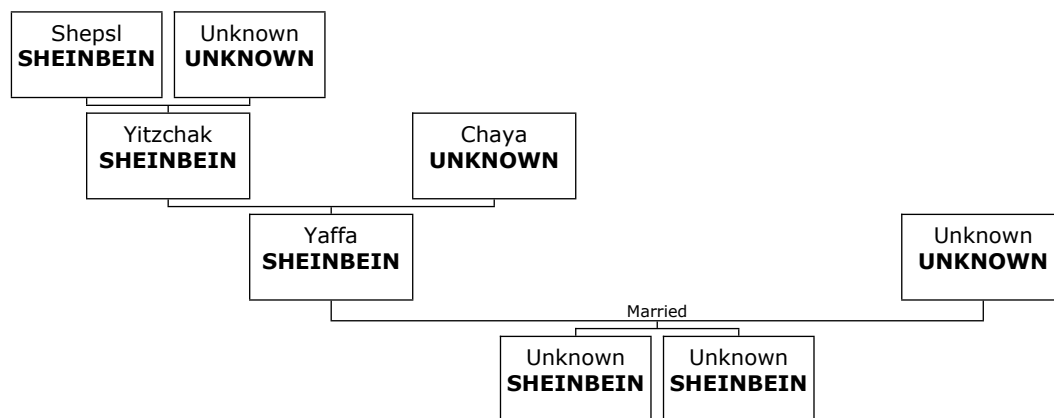 Shepsl
SHEINBEIN
Unknown
UNKNOWN
Yitzchak
SHEINBEIN
Chaya
UNKNOWN
Yaffa
SHEINBEIN
Unknown
UNKNOWN
Married
Unknown
SHEINBEIN
Unknown
SHEINBEIN